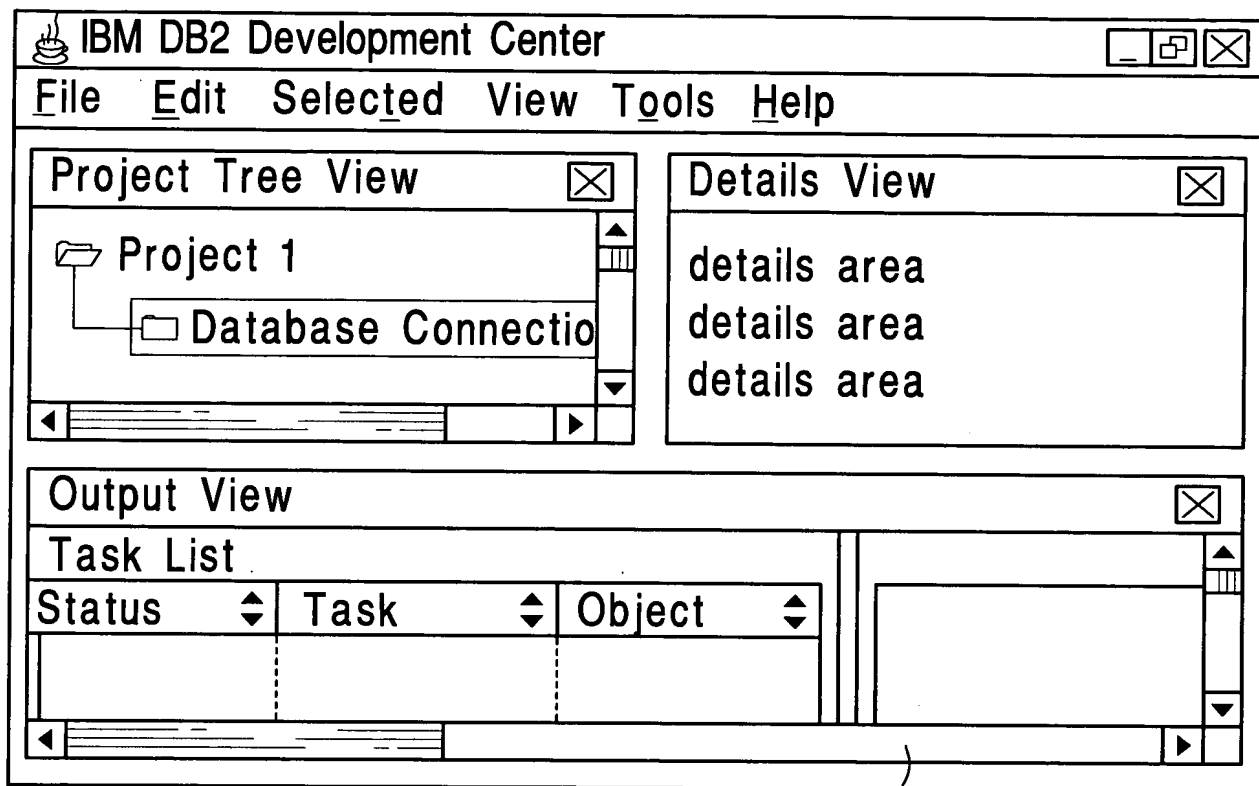 IBM DB2 Development Center
File Edit Selected View Tools Help
Project Tree View
Project 1
Database Connectio
Details View
details area
details area
details area
Output View
Task List
Status Task Object